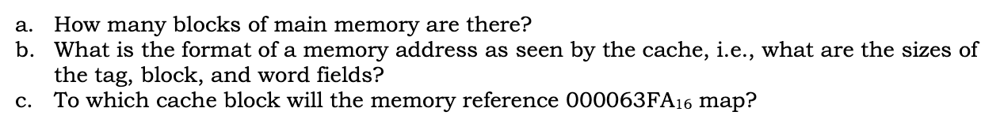 a. How many blocks of main memory are there?
b. What is the format of a memory address as seen by the cache, i.e., what are the sizes of
the tag, block, and word fields?
c. To which cache block will the memory reference 000063FA₁₆ map?